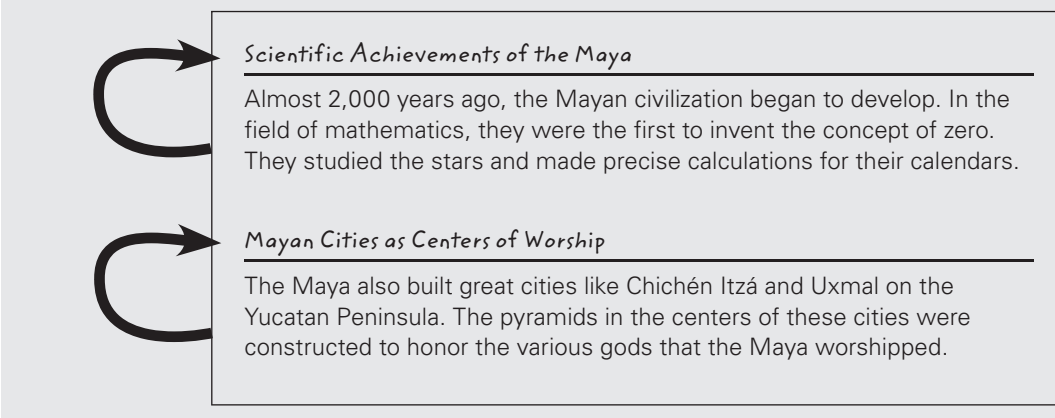 Scientific Achievements of the Maya
Almost 2,000 years ago, the Mayan civilization began to develop. In the
field of mathematics, they were the first to invent the concept of zero.
They studied the stars and made precise calculations for their calendars.
Mayan Cities as Centers of Worship
The Maya also built great cities like Chichén Itzá and Uxmal on the
Yucatan Peninsula. The pyramids in the centers of these cities were
constructed to honor the various gods that the Maya worshipped.